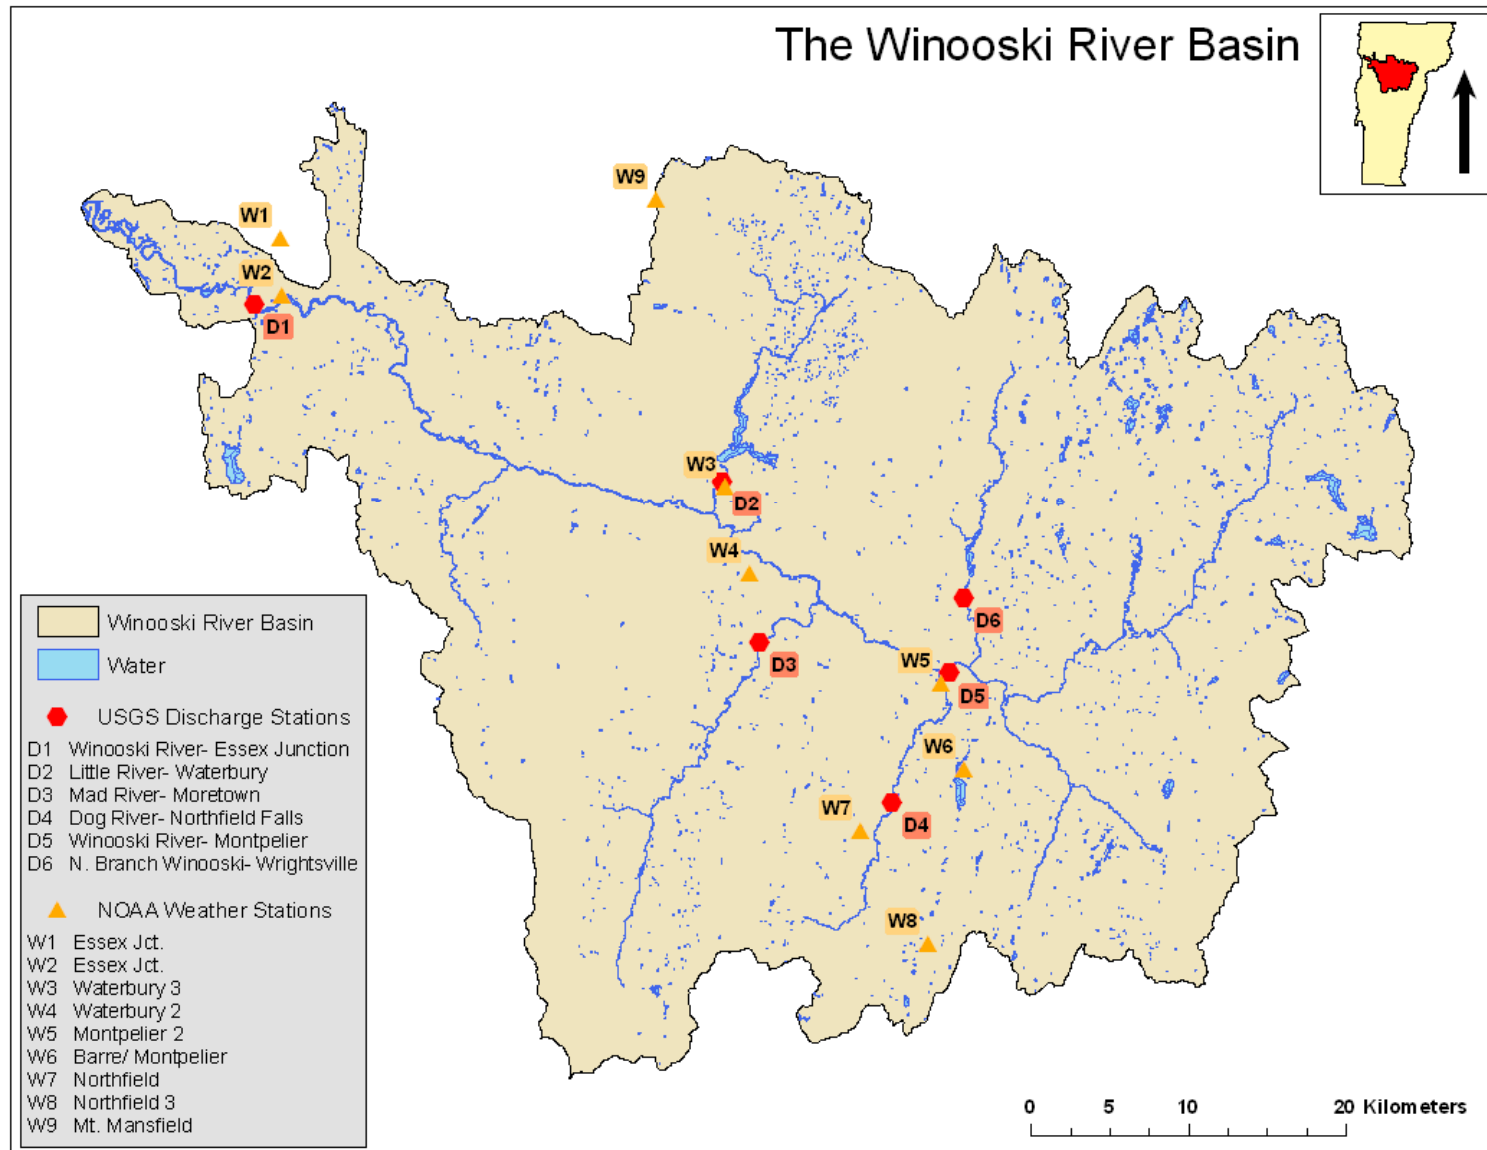 The Winooski River Basin
W9
W1
W2
D1
W3
D2
W4
D6
D3
W5
D5
W6
W7
D4
W8
Winooski River Basin
Water
USGS Discharge Stations
D1 Winooski River- Essex Junction
D2 Little River- Waterbury
D3 Mad River- Moretown
D4 Dog River- Northfield Falls
D5 Winooski River- Montpelier
D6 N. Branch Winooski- Wrightsville
NOAA Weather Stations
W1 Essex Jct.
W2 Essex Jct.
W3 Waterbury 3
W4 Waterbury 2
W5 Montpelier 2
W6 Barre/ Montpelier
W7 Northfield
W8 Northfield 3
W9 Mt. Mansfield
0 5 10 20 Kilometers